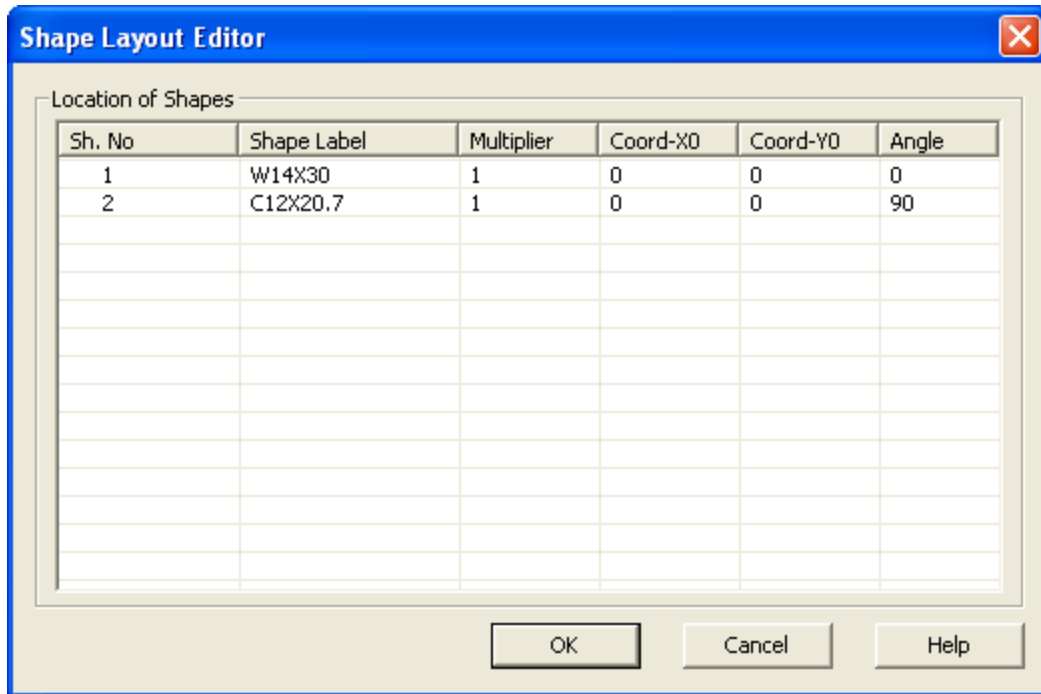 Shape Layout Editor
Location of Shapes
Sh. No Shape Label Multiplier Coord-X0 Coord-Y0 Angle
1 W14X30 1 0 0 0
2 C12X20.7 1 0 0 90
OK Cancel Help